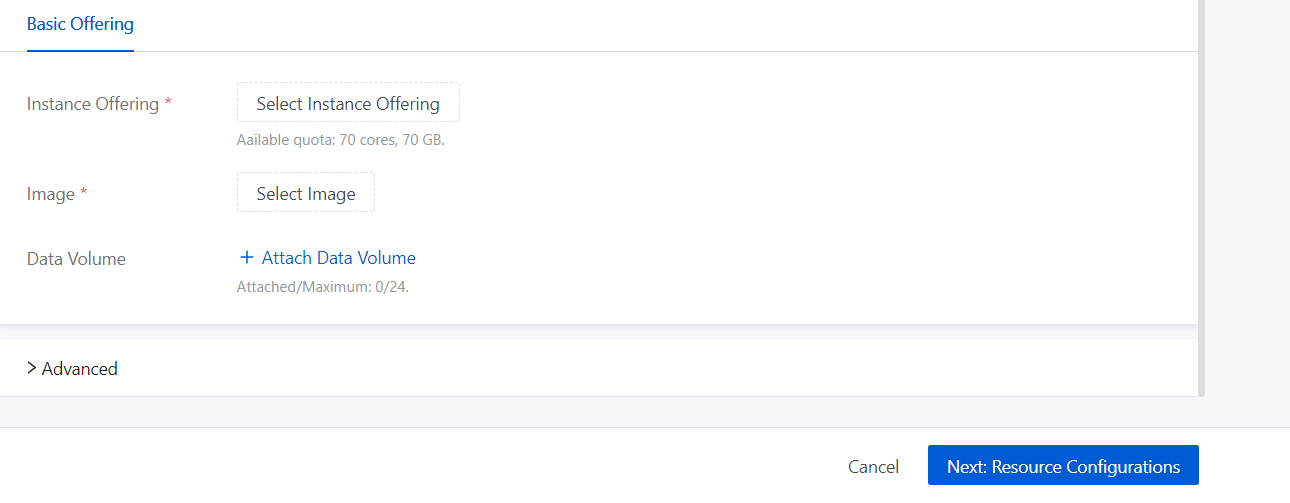 Basic Offering
Instance Offering *
Select Instance Offering
Aailable quota: 70 cores, 70 GB.
Image *
Select Image
Data Volume
+ Attach Data Volume
Attached/Maximum: 0/24.
> Advanced
Cancel
Next: Resource Configurations